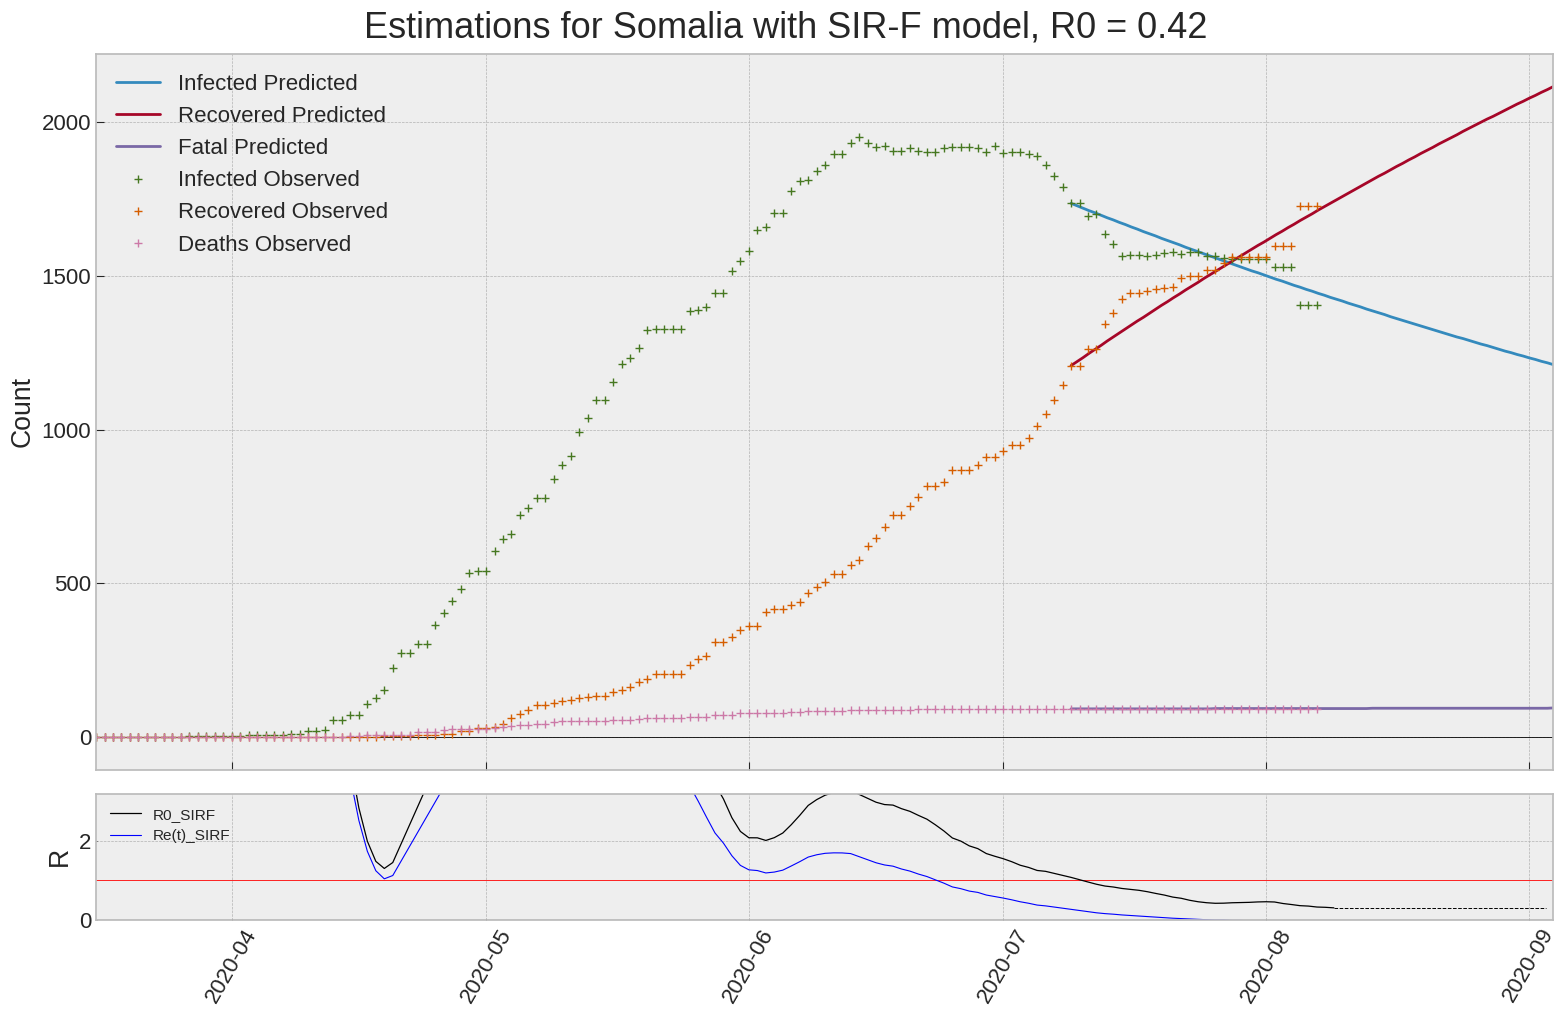 Estimations for Somalia with SIR-F model, R0 = 0.42
Infected Predicted
Recovered Predicted
Fatal Predicted
Infected Observed
Recovered Observed
Deaths Observed
2000
1500
1000
500
0
Count
R0_SIRF
Re(t)_SIRF
2
0
R
2020-04
2020-05
2020-06
2020-07
2020-08
2020-09